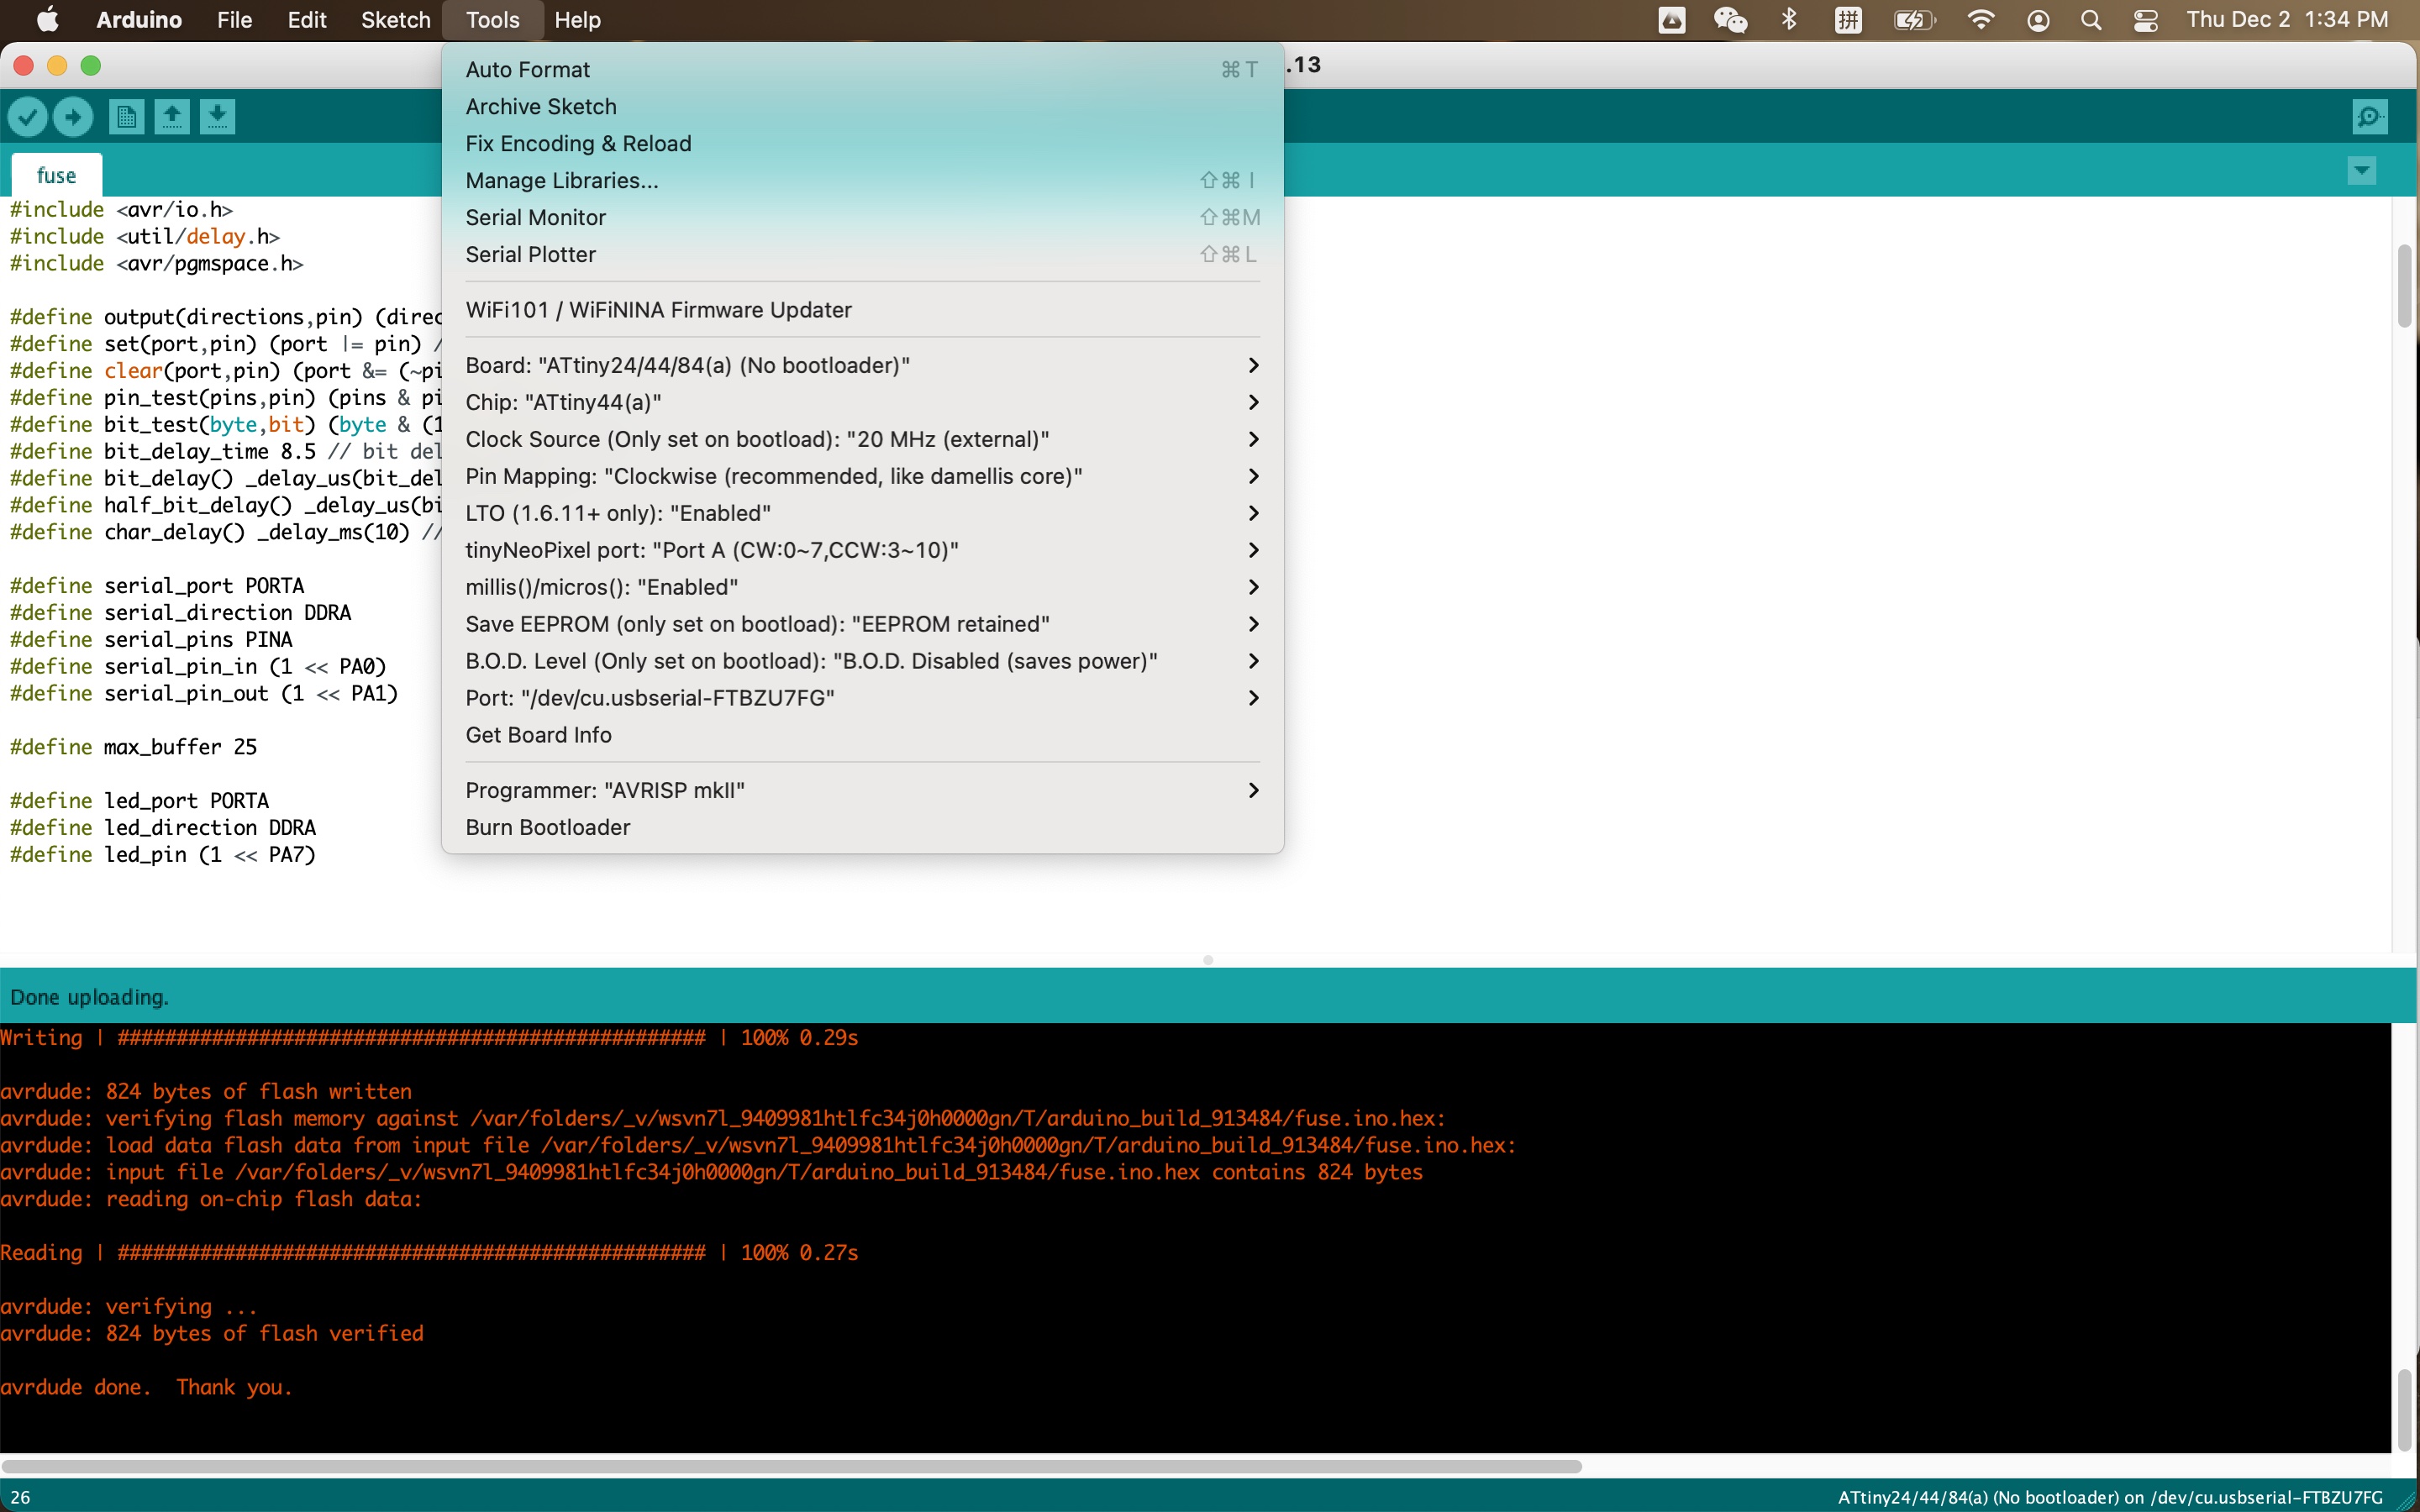 Arduino File Edit Sketch Tools Help 拼 Thu Dec 2 1:34 PM
.13
Auto Format ⌘T
Archive Sketch
Fix Encoding & Reload
Manage Libraries... ⇧⌘I
Serial Monitor ⇧⌘M
Serial Plotter ⇧⌘L
WiFi101 / WiFiNINA Firmware Updater
Board: "ATtiny24/44/84(a) (No bootloader)"
Chip: "ATtiny44(a)"
Clock Source (Only set on bootload): "20 MHz (external)"
Pin Mapping: "Clockwise (recommended, like damellis core)"
LTO (1.6.11+ only): "Enabled"
tinyNeoPixel port: "Port A (CW:0~7,CCW:3~10)"
millis()/micros(): "Enabled"
Save EEPROM (only set on bootload): "EEPROM retained"
B.O.D. Level (Only set on bootload): "B.O.D. Disabled (saves power)"
Port: "/dev/cu.usbserial-FTBZU7FG"
Get Board Info
Programmer: "AVRISP mkII"
Burn Bootloader
fuse
#include <avr/io.h>
#include <util/delay.h>
#include <avr/pgmspace.h>
#define output(directions,pin) (direc
#define set(port,pin) (port |= pin) /
#define clear(port,pin) (port &= (~pi
#define pin_test(pins,pin) (pins & pi
#define bit_test(byte,bit) (byte & (1
#define bit_delay_time 8.5 // bit del
#define bit_delay() _delay_us(bit_del
#define half_bit_delay() _delay_us(bi
#define char_delay() _delay_ms(10) //
#define serial_port PORTA
#define serial_direction DDRA
#define serial_pins PINA
#define serial_pin_in (1 << PA0)
#define serial_pin_out (1 << PA1)
#define max_buffer 25
#define led_port PORTA
#define led_direction DDRA
#define led_pin (1 << PA7)
Done uploading.
Writing | ################################################## | 100% 0.29s
avrdude: 824 bytes of flash written
avrdude: verifying flash memory against /var/folders/_v/wsvn7l_9409981htlfc34j0h0000gn/T/arduino_build_913484/fuse.ino.hex:
avrdude: load data flash data from input file /var/folders/_v/wsvn7l_9409981htlfc34j0h0000gn/T/arduino_build_913484/fuse.ino.hex:
avrdude: input file /var/folders/_v/wsvn7l_9409981htlfc34j0h0000gn/T/arduino_build_913484/fuse.ino.hex contains 824 bytes
avrdude: reading on-chip flash data:
Reading | ################################################## | 100% 0.27s
avrdude: verifying ...
avrdude: 824 bytes of flash verified
avrdude done.  Thank you.
26
ATtiny24/44/84(a) (No bootloader) on /dev/cu.usbserial-FTBZU7FG